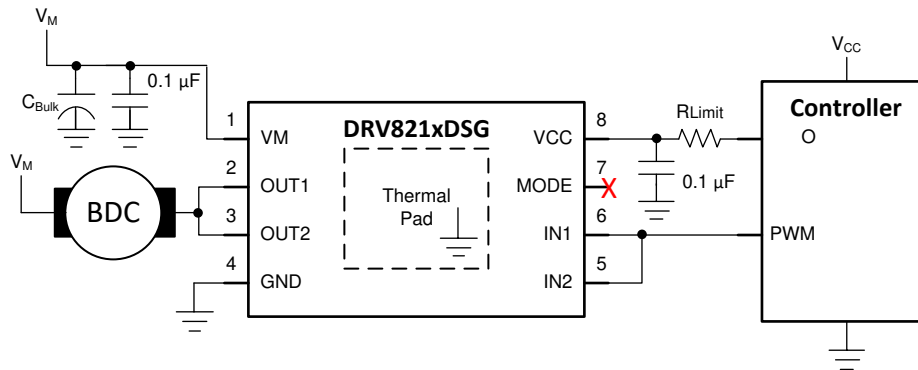 VM
CBulk
0.1 µF
VM
BDC
1
2
3
4
VM
OUT1
OUT2
GND
DRV821xDSG
Thermal
Pad
VCC
MODE
IN1
IN2
8
7
X
6
5
RLimit
0.1 µF
VCC
Controller
O
PWM